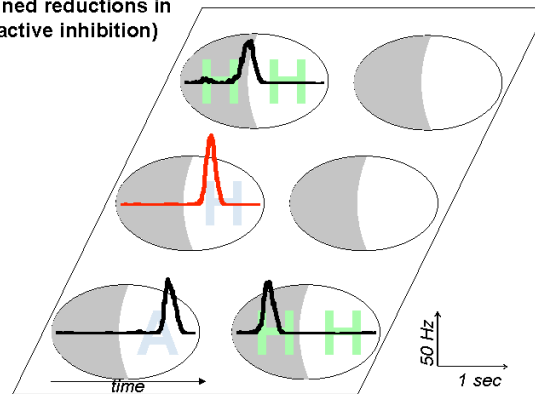 ned reductions in
active inhibition)
H H
H
A H H
time
50 Hz
1 sec